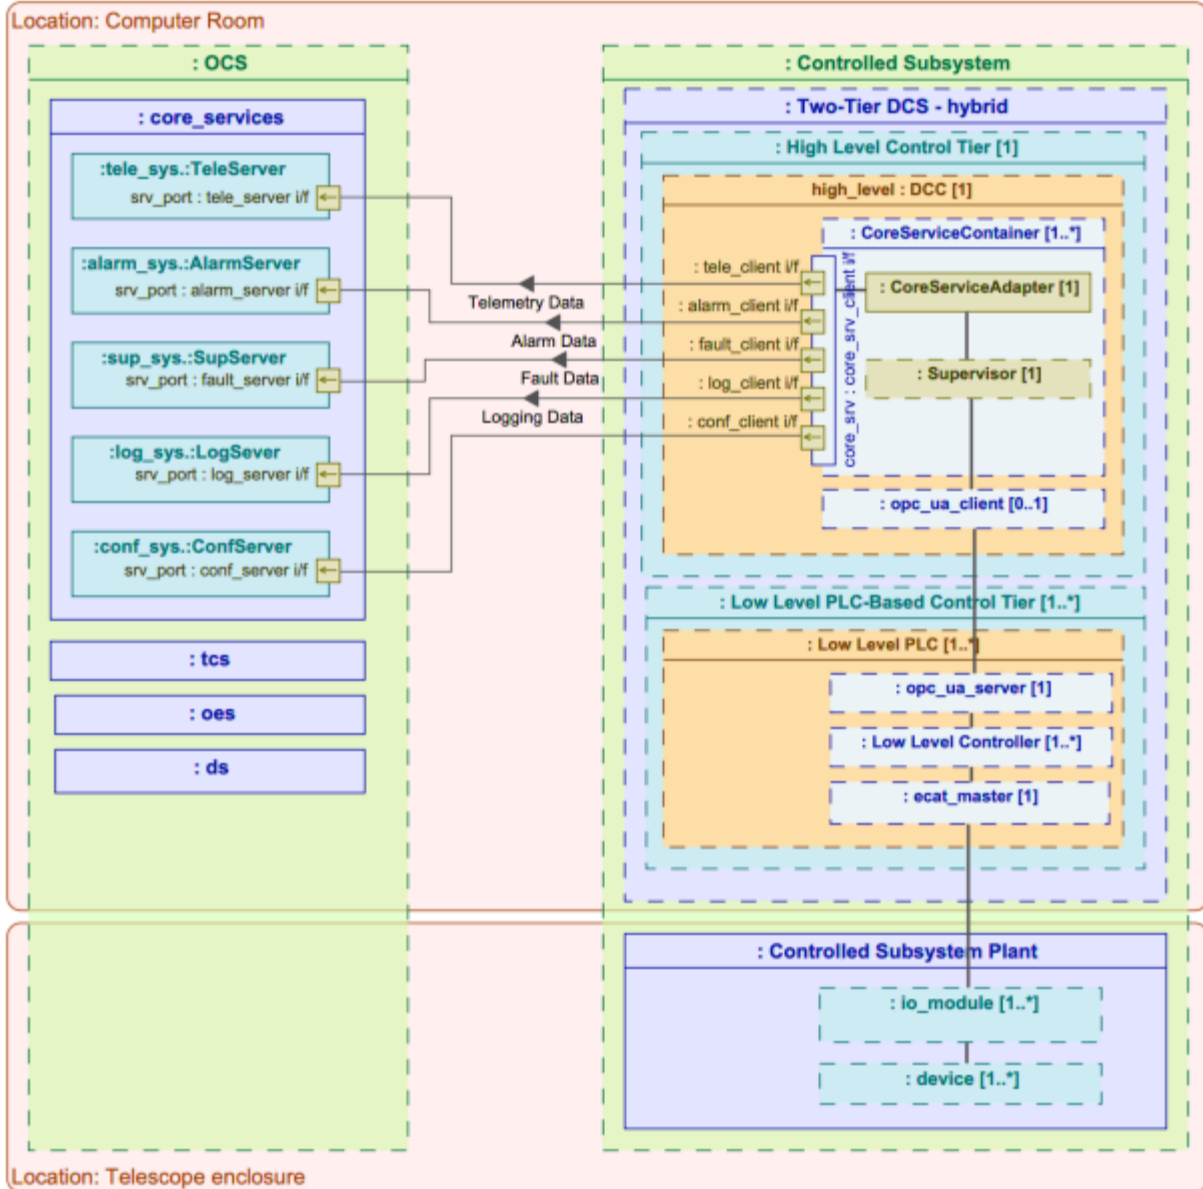 Location: Computer Room
: OCS
: core_services
:tele_sys.:TeleServer
srv_port : tele_server i/f
:alarm_sys.:AlarmServer
srv_port : alarm_server i/f
:sup_sys.:SupServer
srv_port : fault_server i/f
:log_sys.:LogSever
srv_port : log_server i/f
:conf_sys.:ConfServer
srv_port : conf_server i/f
: tcs
: oes
: ds
Telemetry Data
Alarm Data
Fault Data
Logging Data
: Controlled Subsystem
: Two-Tier DCS - hybrid
: High Level Control Tier [1]
high_level : DCC [1]
: CoreServiceContainer [1..*]
: tele_client i/f
: alarm_client i/f
: fault_client i/f
: log_client i/f
: conf_client i/f
core_srv : core_srv_client i/f
: CoreServiceAdapter [1]
: Supervisor [1]
: opc_ua_client [0..1]
: Low Level PLC-Based Control Tier [1..*]
: Low Level PLC [1..*]
: opc_ua_server [1]
: Low Level Controller [1..*]
: ecat_master [1]
: Controlled Subsystem Plant
: io_module [1..*]
: device [1..*]
Location: Telescope enclosure